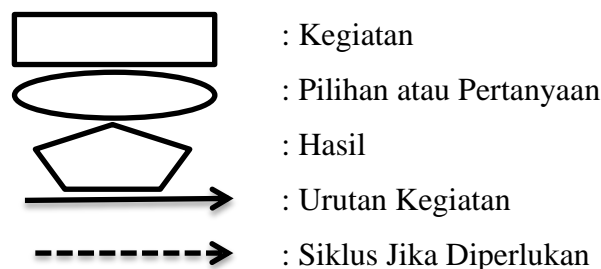 : Kegiatan
: Pilihan atau Pertanyaan
: Hasil
: Urutan Kegiatan
: Siklus Jika Diperlukan